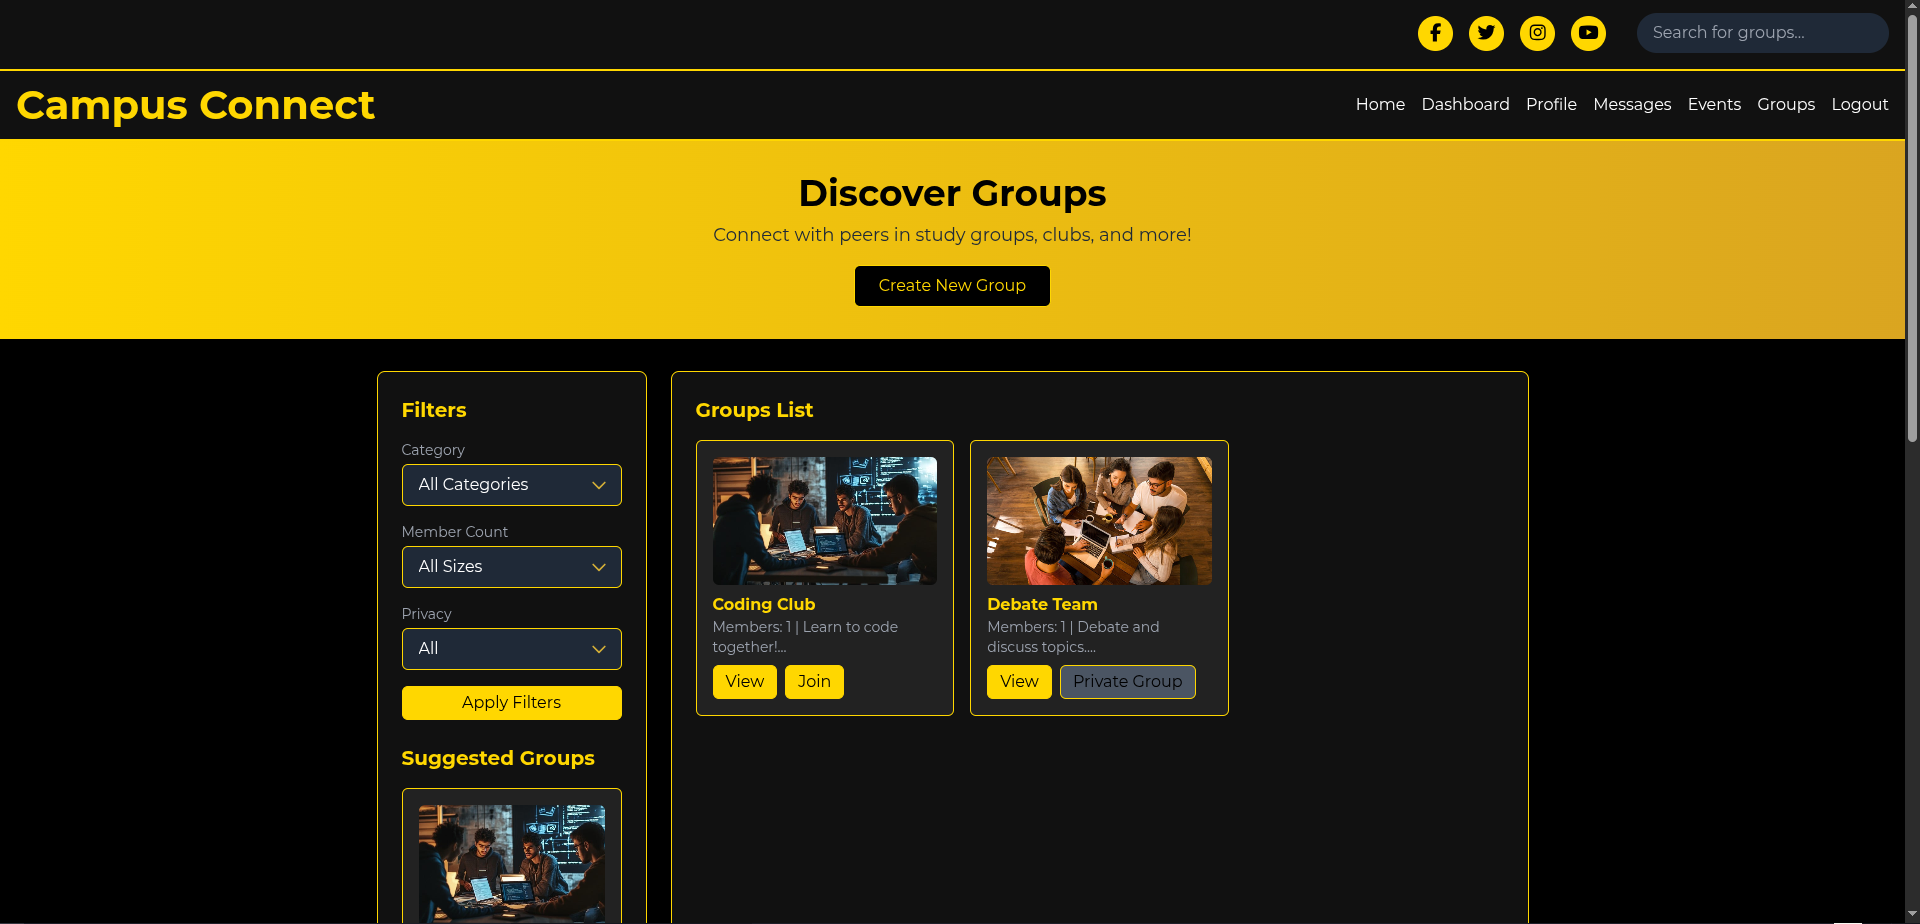 Search for groups...
Campus Connect
Home Dashboard Profile Messages Events Groups Logout
Discover Groups
Connect with peers in study groups, clubs, and more!
Create New Group
Filters
Category
All Categories
Member Count
All Sizes
Privacy
All
Apply Filters
Suggested Groups
Groups List
Coding Club
Members: 1 | Learn to code
together!...
View Join
Debate Team
Members: 1 | Debate and
discuss topics....
View Private Group